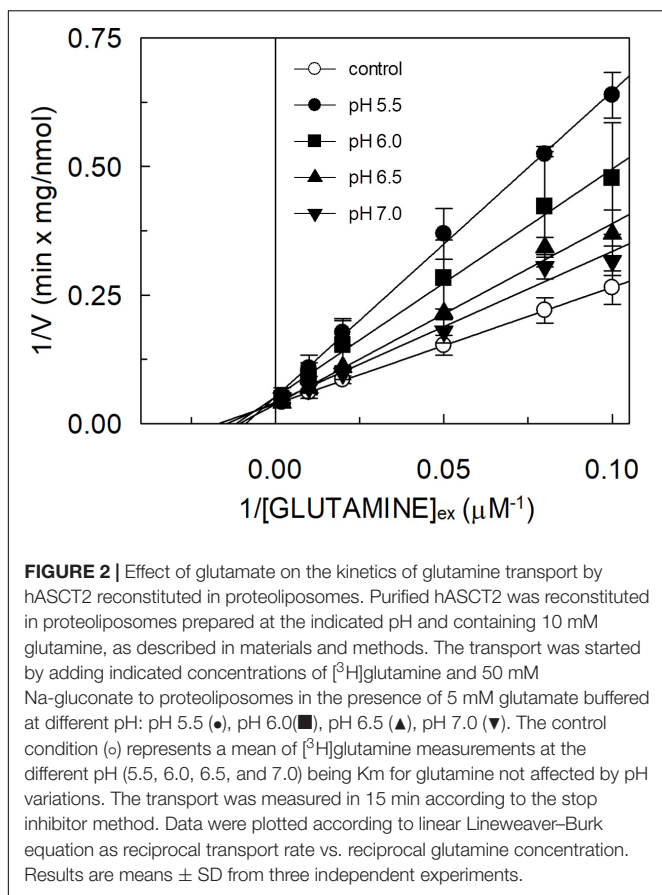 0.75
0.50
0.25
0.00
1/V (min x mg/nmol)
control
pH 5.5
pH 6.0
pH 6.5
pH 7.0
0.00
0.05
0.10
1/[GLUTAMINE]ex (µM-1)
FIGURE 2 | Effect of glutamate on the kinetics of glutamine transport by
hASCT2 reconstituted in proteoliposomes. Purified hASCT2 was reconstituted
in proteoliposomes prepared at the indicated pH and containing 10 mM
glutamine, as described in materials and methods. The transport was started
by adding indicated concentrations of [³H]glutamine and 50 mM
Na-gluconate to proteoliposomes in the presence of 5 mM glutamate buffered
at different pH: pH 5.5 (●), pH 6.0(■), pH 6.5 (▲), pH 7.0 (▼). The control
condition (○) represents a mean of [³H]glutamine measurements at the
different pH (5.5, 6.0, 6.5, and 7.0) being Km for glutamine not affected by pH
variations. The transport was measured in 15 min according to the stop
inhibitor method. Data were plotted according to linear Lineweaver–Burk
equation as reciprocal transport rate vs. reciprocal glutamine concentration.
Results are means ± SD from three independent experiments.